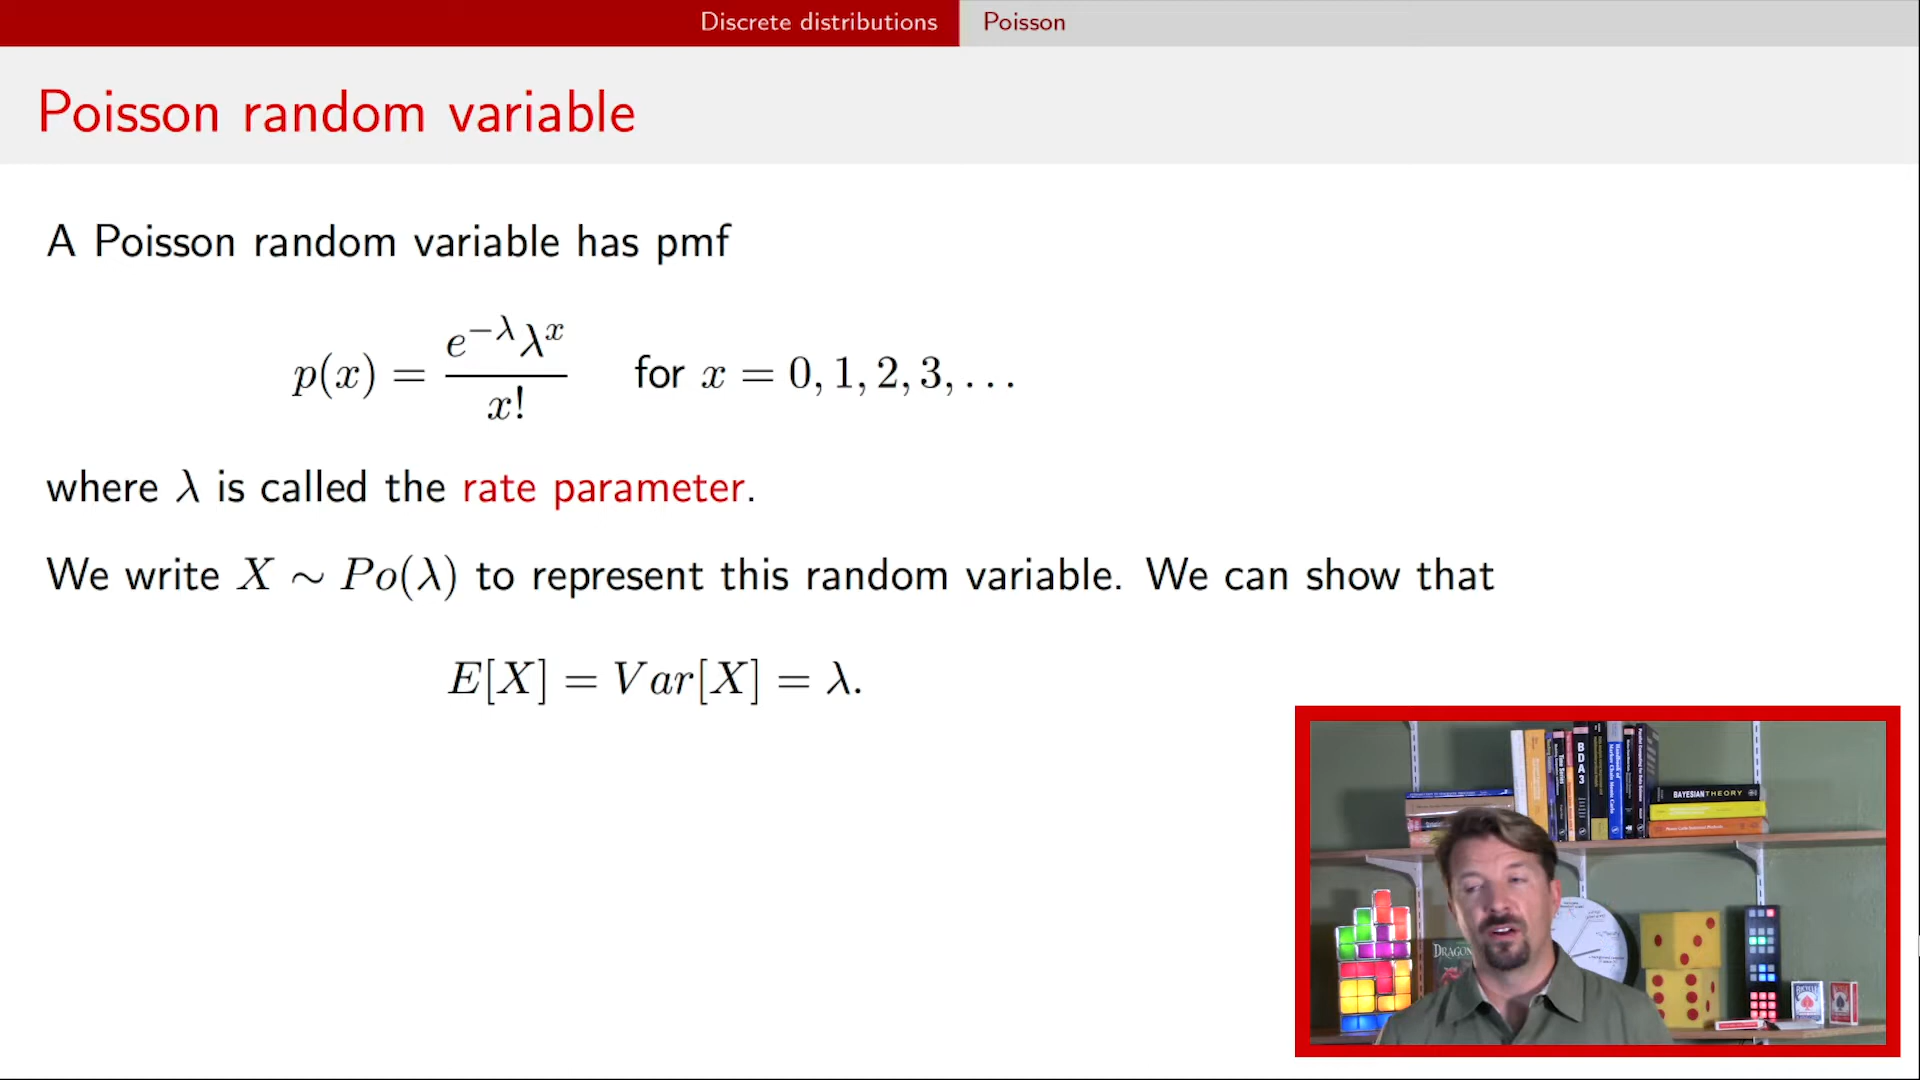 Discrete distributions Poisson
Poisson random variable
A Poisson random variable has pmf
p(x) = \frac{e^{-λ}λ^x}{x!} for x = 0, 1, 2, 3, . . .
where λ is called the rate parameter.
We write X ∼ Po(λ) to represent this random variable. We can show that
E[X] = Var[X] = λ.
BDA3
BAYESIAN THEORY
DRAGON